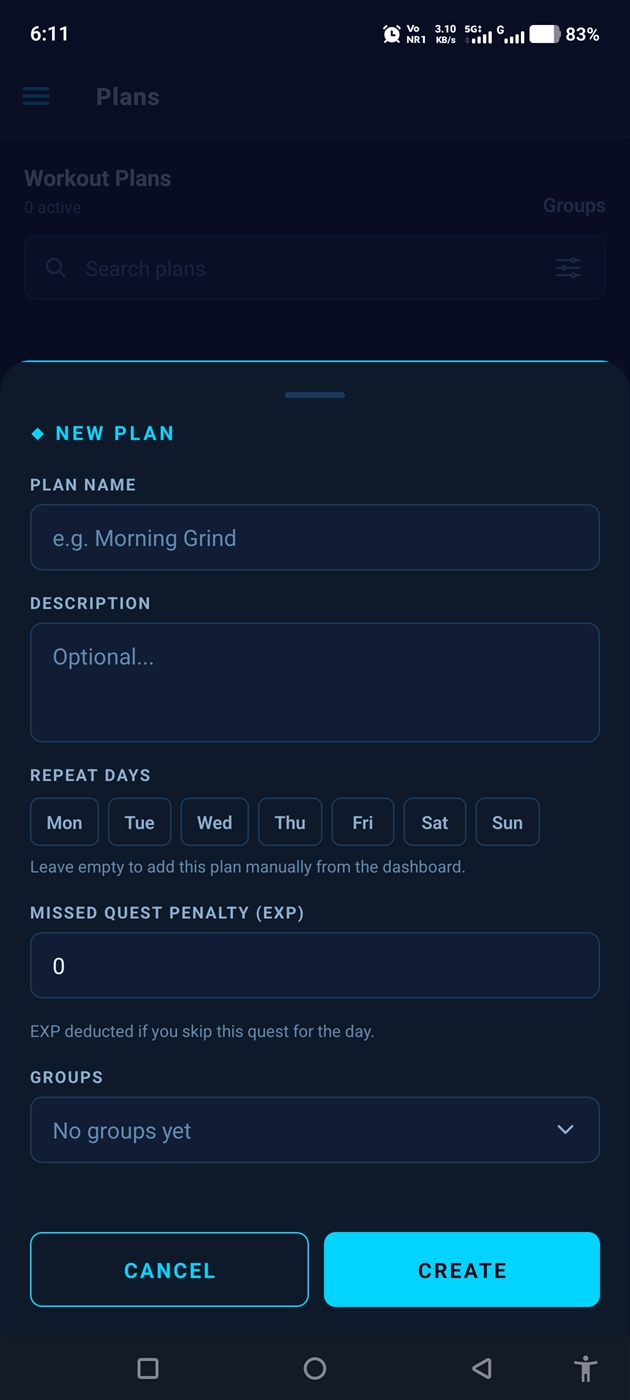 6:11
Vo NR1 3.10 KB/s 5G G 83%
Plans
Workout Plans
0 active
Groups
Search plans
NEW PLAN
PLAN NAME
e.g. Morning Grind
DESCRIPTION
Optional...
REPEAT DAYS
Mon Tue Wed Thu Fri Sat Sun
Leave empty to add this plan manually from the dashboard.
MISSED QUEST PENALTY (EXP)
0
EXP deducted if you skip this quest for the day.
GROUPS
No groups yet
CANCEL CREATE